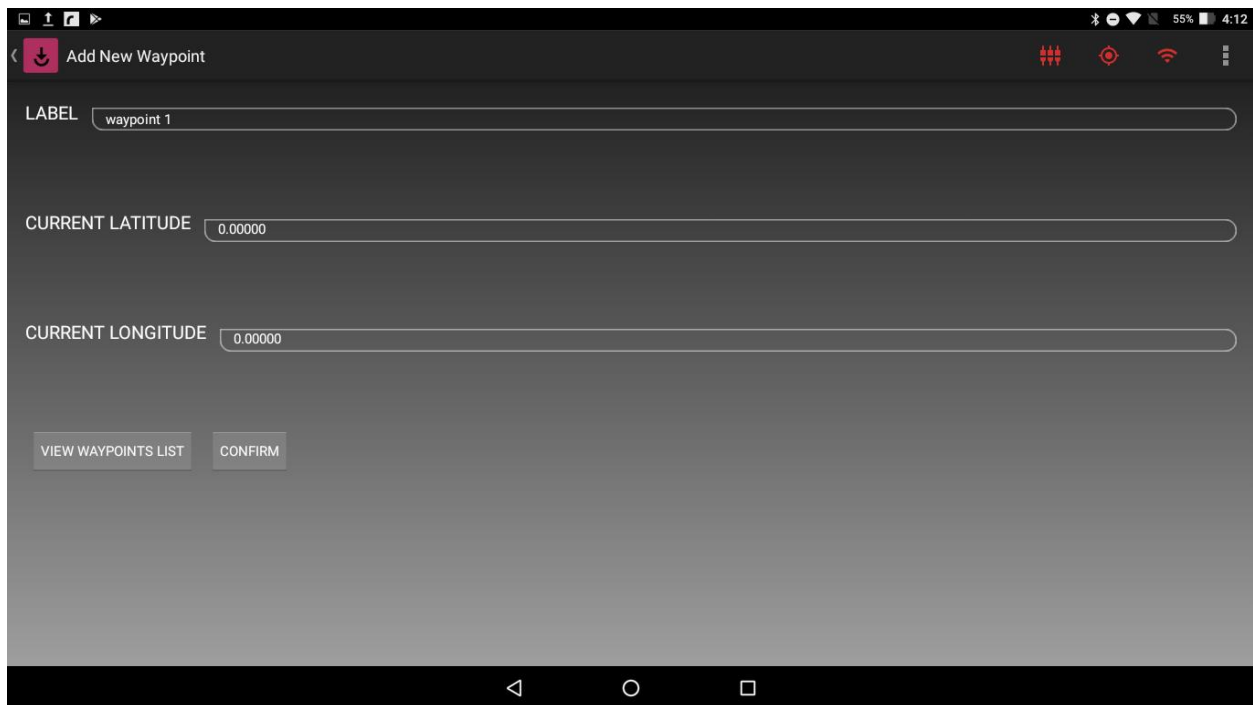 55% 4:12
Add New Waypoint
LABEL waypoint 1
CURRENT LATITUDE 0.00000
CURRENT LONGITUDE 0.00000
VIEW WAYPOINTS LIST CONFIRM